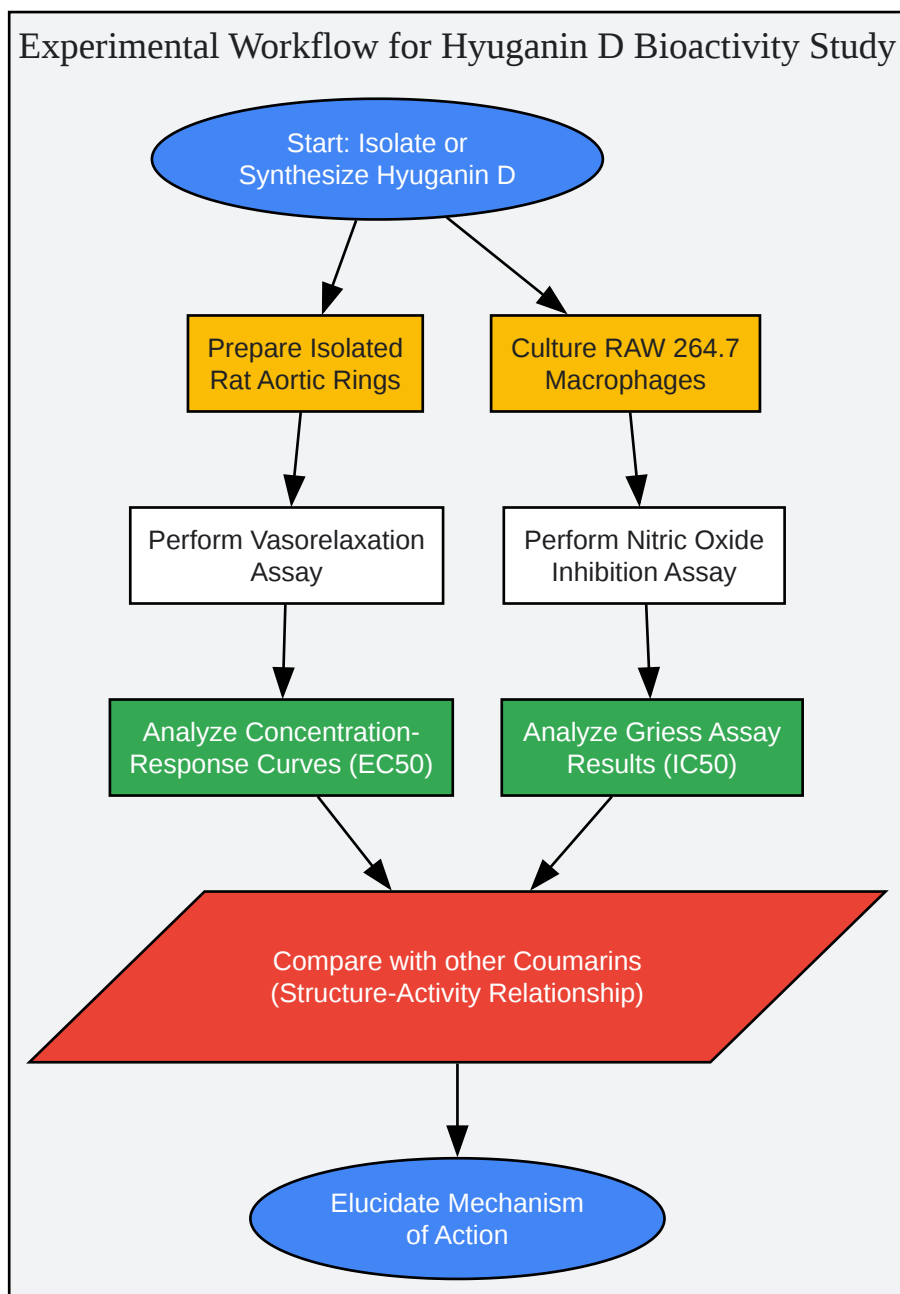 Experimental Workflow for Hyuganin D Bioactivity Study
Start: Isolate or
Synthesize Hyuganin D
Prepare Isolated
Rat Aortic Rings
Culture RAW 264.7
Macrophages
Perform Vasorelaxation
Assay
Perform Nitric Oxide
Inhibition Assay
Analyze Concentration-
Response Curves (EC50)
Analyze Griess Assay
Results (IC50)
Compare with other Coumarins
(Structure-Activity Relationship)
Elucidate Mechanism
of Action